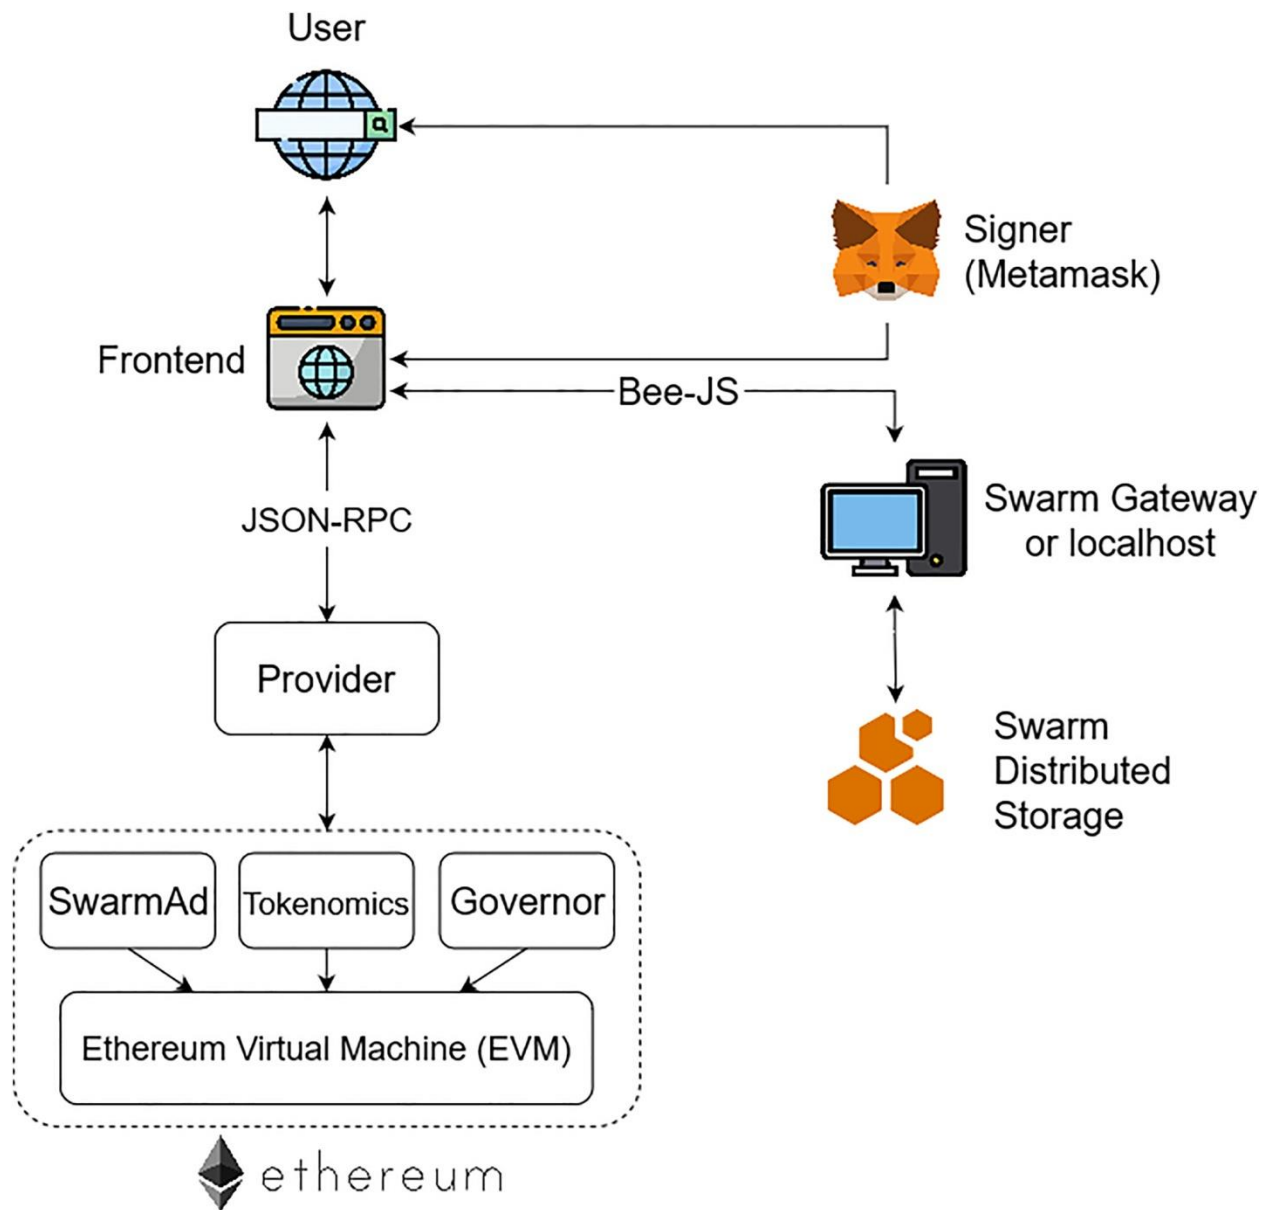 User
Signer
(Metamask)
Frontend
Bee-JS
JSON-RPC
Swarm Gateway
or localhost
Provider
Swarm
Distributed
Storage
SwarmAd
Tokenomics
Governor
Ethereum Virtual Machine (EVM)
ethereum